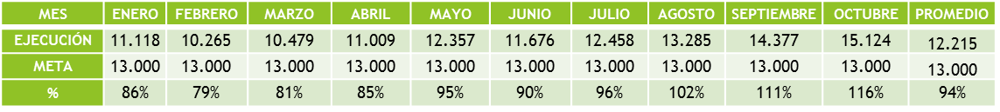 MES ENERO FEBRERO MARZO ABRIL MAYO JUNIO JULIO AGOSTO SEPTIEMBRE OCTUBRE PROMEDIO
EJECUCIÓN 11.118 10.265 10.479 11.009 12.357 11.676 12.458 13.285 14.377 15.124 12.215
META 13.000 13.000 13.000 13.000 13.000 13.000 13.000 13.000 13.000 13.000 13.000
% 86% 79% 81% 85% 95% 90% 96% 102% 111% 116% 94%